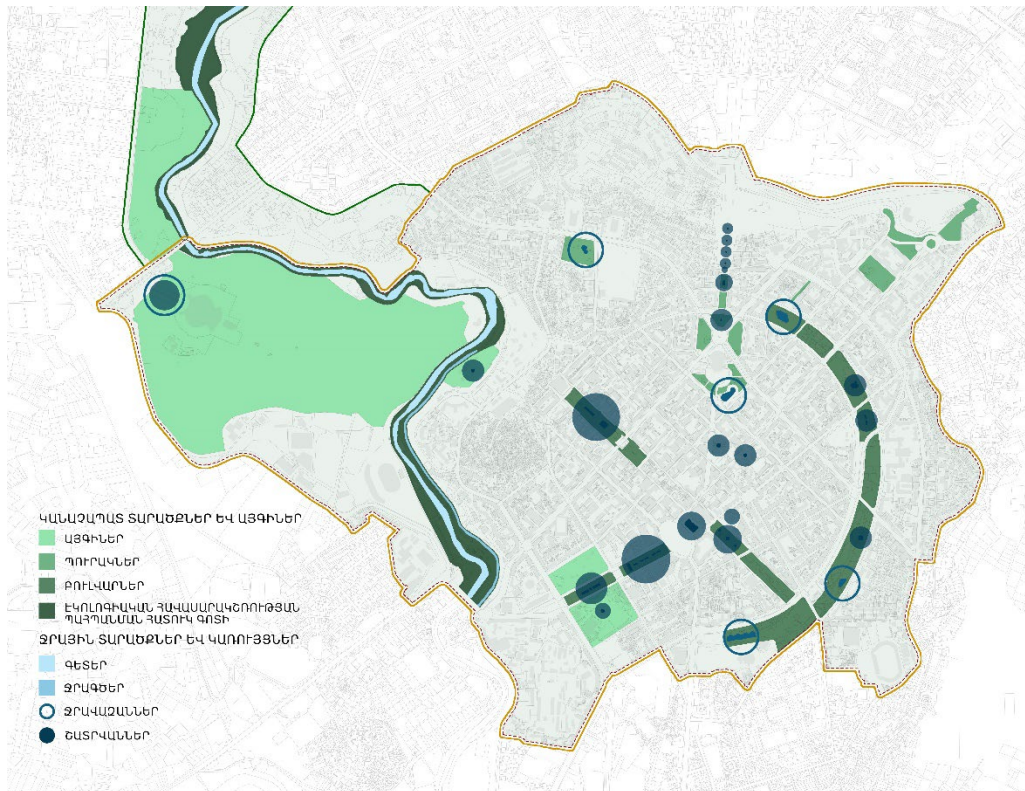 ԿԱՆԱՉԱՊԱՏ ՏԱՐԱԾՔՆԵՐ ԵՎ ԱՅԳԻՆԵՐ
ԱՅԳԻՆԵՐ
ՊՈՒՐԱԿՆԵՐ
ԲՈՒԼՎԱՐՆԵՐ
ԷԿՈԼՈԳԻԱԿԱՆ ՀԱՎԱՍԱՐԱԿՇՌՈՒԹՅԱՆ
ՊԱՀՊԱՆՄԱՆ ՀԱՏՈՒԿ ԳՈՏԻ
ՋՐԱՅԻՆ ՏԱՐԱԾՔՆԵՐ ԵՎ ԿԱՌՈՒՅՑՆԵՐ
ԳԵՏԵՐ
ՋՐԱԳԾԵՐ
ՋՐԱՎԱԶԱՆՆԵՐ
ՇԱՏՐՎԱՆՆԵՐ